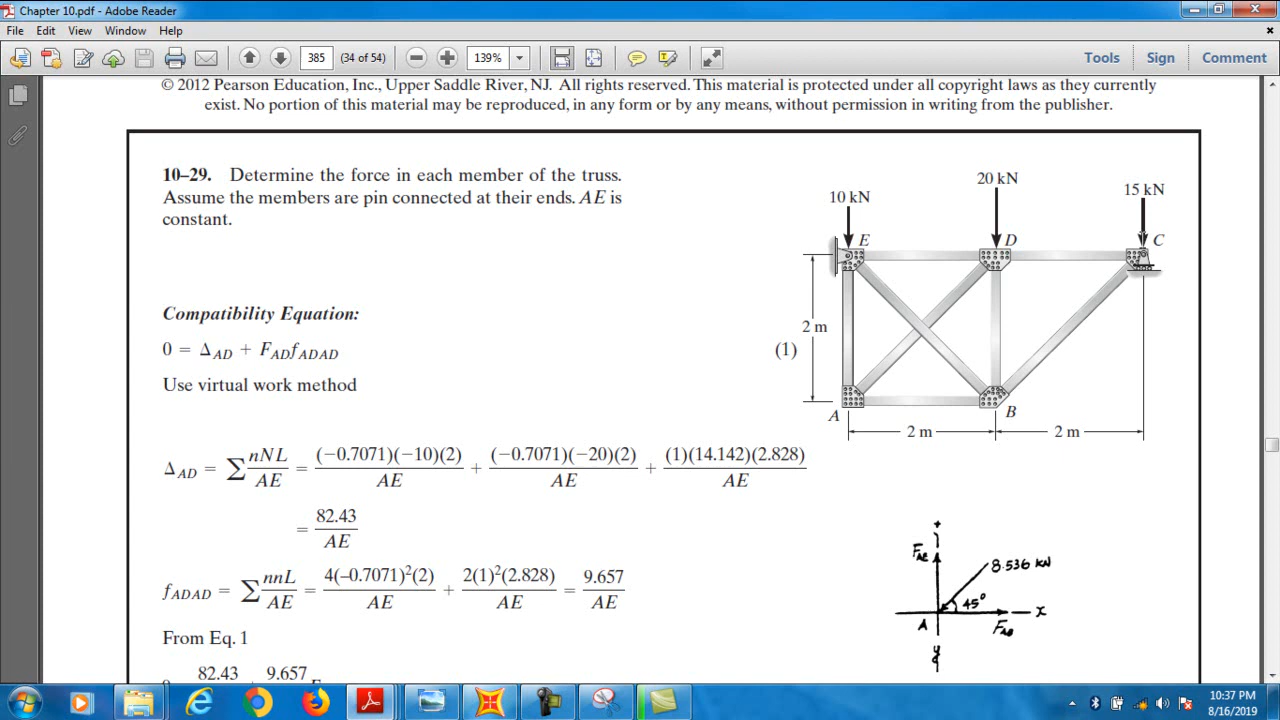 Chapter 10.pdf - Adobe Reader
File Edit View Window Help
385 (34 of 54) 139% Tools Sign Comment
© 2012 Pearson Education, Inc., Upper Saddle River, NJ. All rights reserved. This material is protected under all copyright laws as they currently
exist. No portion of this material may be reproduced, in any form or by any means, without permission in writing from the publisher.
10–29. Determine the force in each member of the truss.
Assume the members are pin connected at their ends. AE is
constant.
20 kN
10 kN
15 kN
E
D
C
2 m
A
B
2 m
2 m
Compatibility Equation:
0 = Δ_AD + F_AD f_ADAD (1)
Use virtual work method
Δ_AD = ∑ nNL/AE = (−0.7071)(−10)(2)/AE + (−0.7071)(−20)(2)/AE + (1)(14.142)(2.828)/AE
= 82.43/AE
f_ADAD = ∑ nnL/AE = 4(−0.7071)²(2)/AE + 2(1)²(2.828)/AE = 9.657/AE
From Eq. 1
82.43 9.657
8.536 kN
45°
A
x
y
10:37 PM
8/16/2019